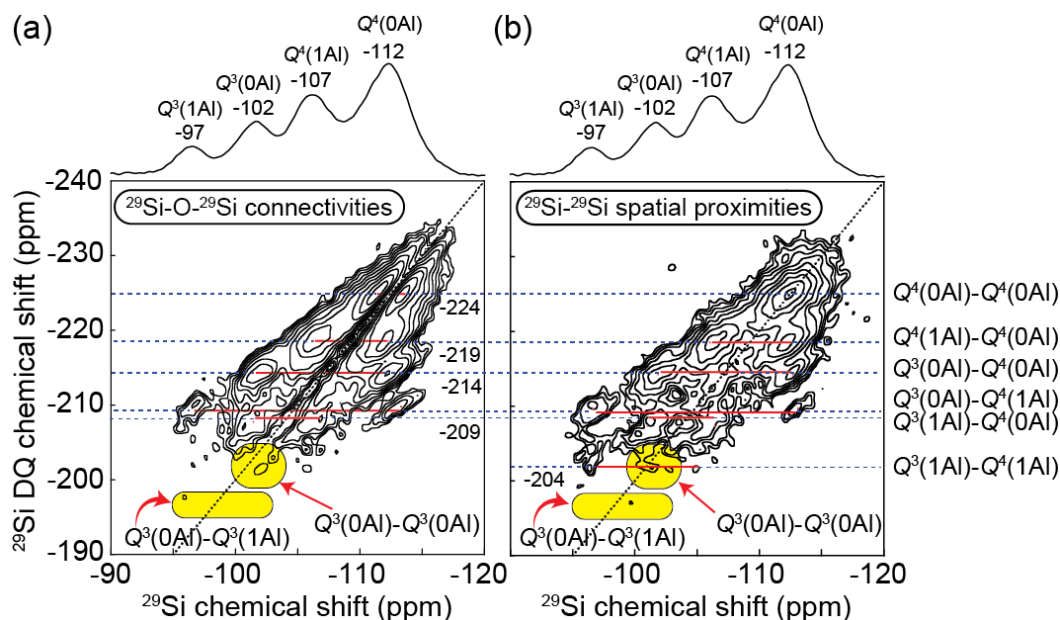 (a)
(b)
Q⁴(0Al)
-112
Q⁴(1Al)
-107
Q³(0Al)
-102
Q³(1Al)
-97
Q⁴(0Al)
-112
Q⁴(1Al)
-107
Q³(0Al)
-102
Q³(1Al)
-97
²⁹Si DQ chemical shift (ppm)
-240
-230
-220
-210
-200
-190
²⁹Si-O-²⁹Si connectivities
-224
-219
-214
-209
Q³(0Al)-Q³(0Al)
Q³(0Al)-Q³(1Al)
-90
-100
-110
-120
²⁹Si chemical shift (ppm)
²⁹Si-²⁹Si spatial proximities
-204
Q³(0Al)-Q³(0Al)
Q³(0Al)-Q³(1Al)
-100
-110
-120
²⁹Si chemical shift (ppm)
Q⁴(0Al)-Q⁴(0Al)
Q⁴(1Al)-Q⁴(0Al)
Q³(0Al)-Q⁴(0Al)
Q³(0Al)-Q⁴(1Al)
Q³(1Al)-Q⁴(0Al)
Q³(1Al)-Q⁴(1Al)